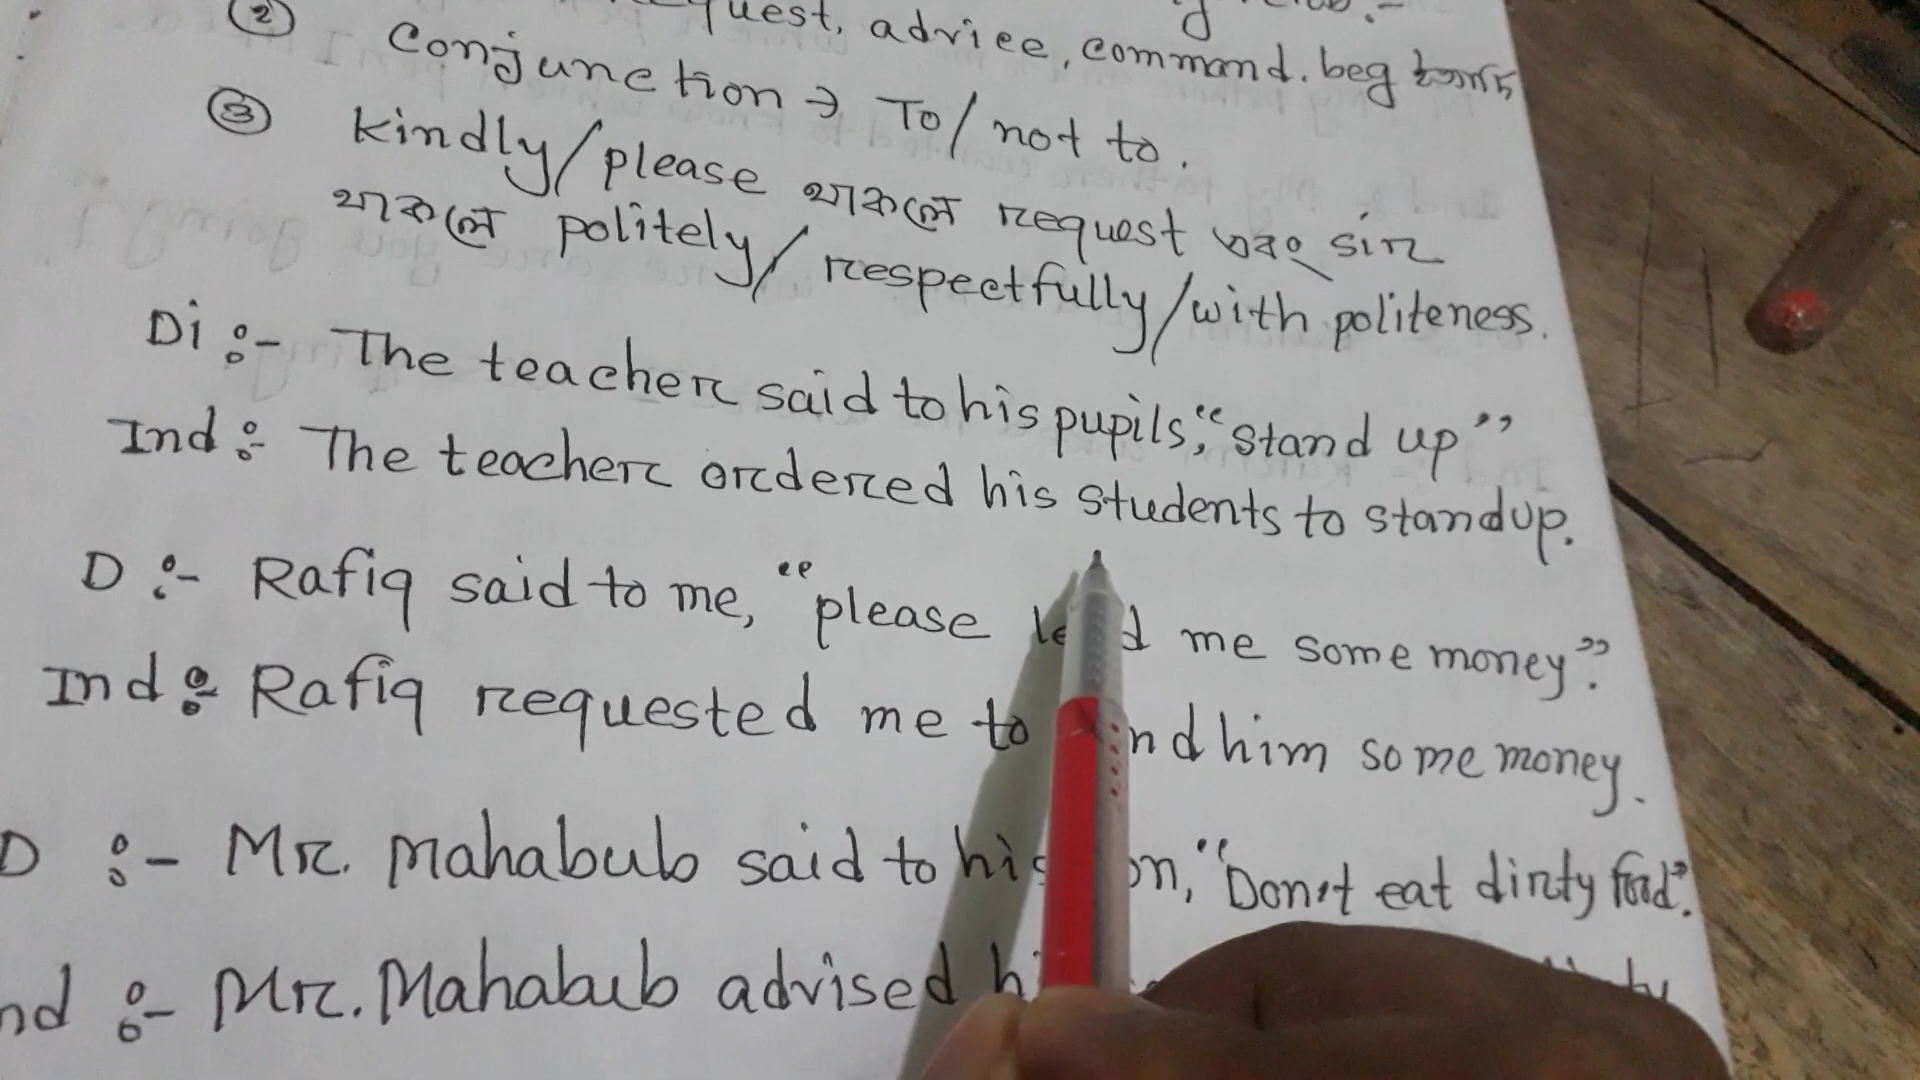 ② quest, advice, command. beg
Conjunction → To/not to.
③ kindly/please থাকলে request এবং sir
থাকলে politely/respectfully/with politeness.
Di :- The teacher said to his pupils, "stand up"
Ind :- The teacher ordered his students to standup.
D :- Rafiq said to me, "please me some money".
Ind :- Rafiq requested me to him some money.
D :- Mr. Mahabub said to "Don't eat dirty food".
nd :- Mr. Mahabub advised